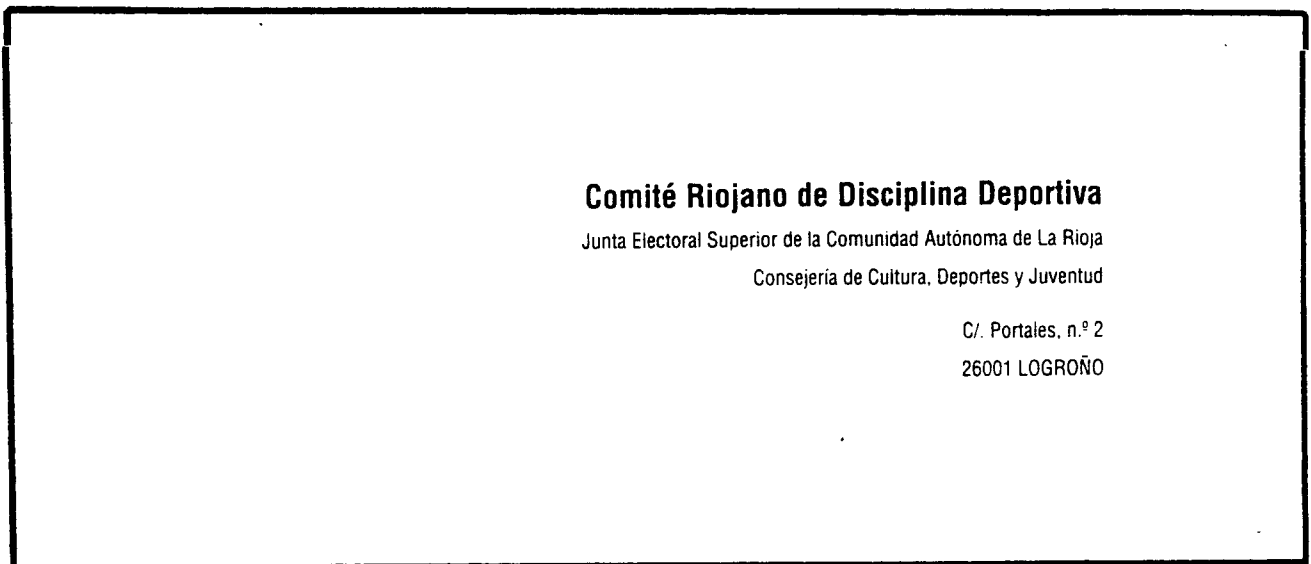 Comité Riojano de Disciplina Deportiva
Junta Electoral Superior de la Comunidad Autónoma de La Rioja
Consejería de Cultura, Deportes y Juventud
C/. Portales, n.º 2
26001 LOGROÑO